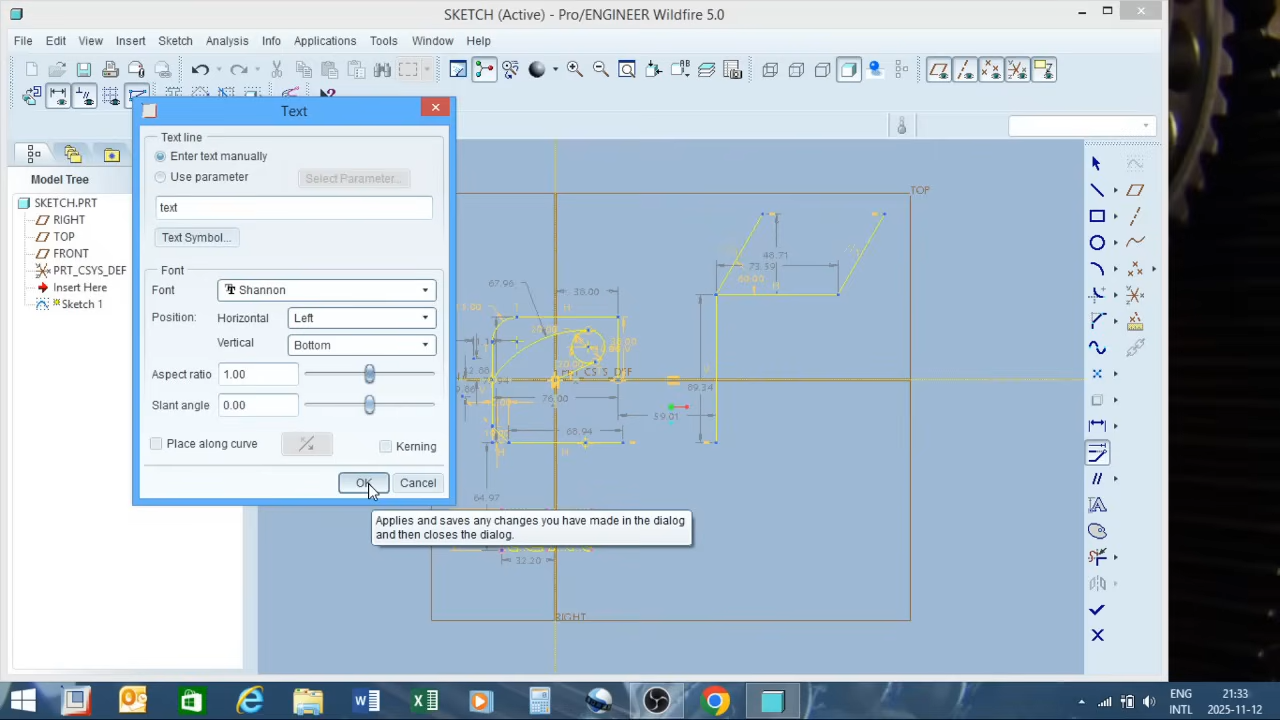 SKETCH (Active) - Pro/ENGINEER Wildfire 5.0
File Edit View Insert Sketch Analysis Info Applications Tools Window Help
Text
Text line
Enter text manually
Use parameter
Select Parameter...
text
Text Symbol...
Font
Font Shannon
Position: Horizontal Left
Vertical Bottom
Aspect ratio 1.00
Slant angle 0.00
Place along curve
Kerning
OK Cancel
Applies and saves any changes you have made in the dialog
and then closes the dialog.
Model Tree
SKETCH.PRT
RIGHT
TOP
FRONT
PRT_CSYS_DEF
Insert Here
Sketch 1
TOP
46.71
73.59
67.96
38.00
H
89.34
76.00
59.01
68.94
H H
64.97
32.20
RIGHT
ENG
INTL
21:33
2025-11-12